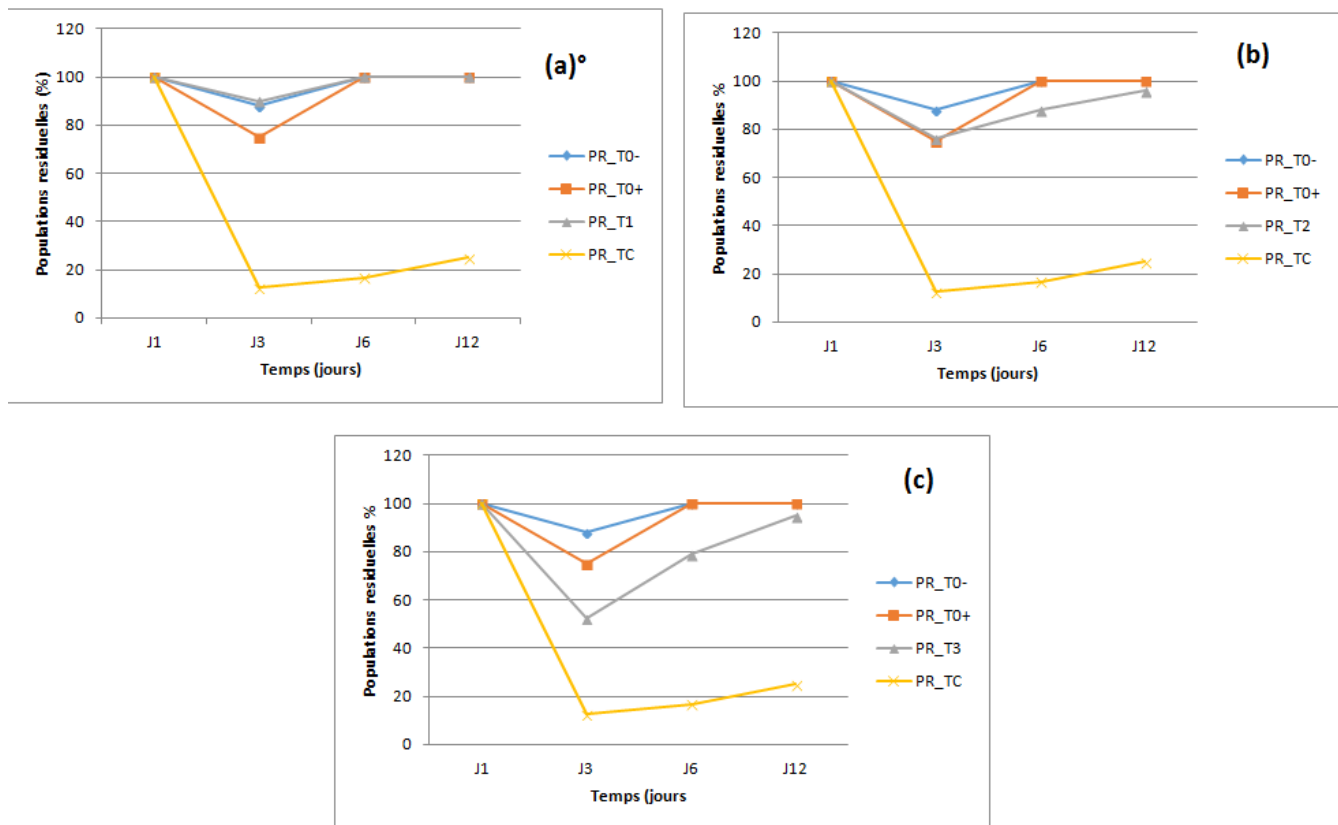 120
100
80
60
40
20
0
Populations residuelles (%)
J1 J3 J6 J12
Temps (jours)
(a)°
PR_T0-
PR_T0+
PR_T1
PR_TC
120
100
80
60
40
20
0
Populations residuelles %
J1 J3 J6 J12
Temps (jours)
(b)
PR_T0-
PR_T0+
PR_T2
PR_TC
120
100
80
60
40
20
0
Populations residuelles %
J1 J3 J6 J12
Temps (jours
(c)
PR_T0-
PR_T0+
PR_T3
PR_TC